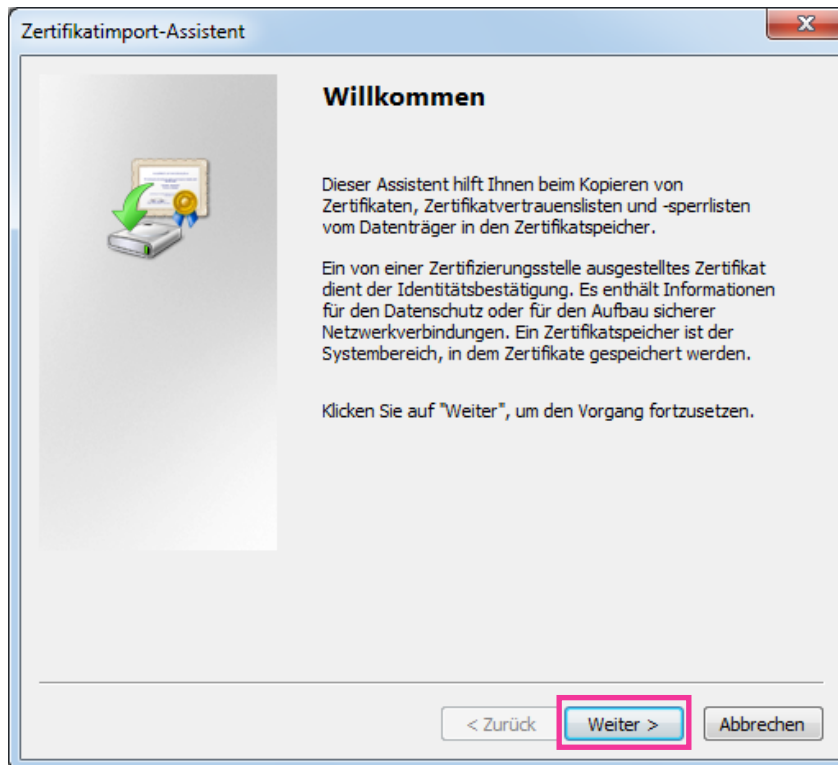 Zertifikatimport-Assistent
Willkommen
Dieser Assistent hilft Ihnen beim Kopieren von
Zertifikaten, Zertifikatvertrauenslisten und -sperrlisten
vom Datenträger in den Zertifikatspeicher.
Ein von einer Zertifizierungsstelle ausgestelltes Zertifikat
dient der Identitätsbestätigung. Es enthält Informationen
für den Datenschutz oder für den Aufbau sicherer
Netzwerkverbindungen. Ein Zertifikatspeicher ist der
Systembereich, in dem Zertifikate gespeichert werden.
Klicken Sie auf "Weiter", um den Vorgang fortzusetzen.
< Zurück Weiter > Abbrechen